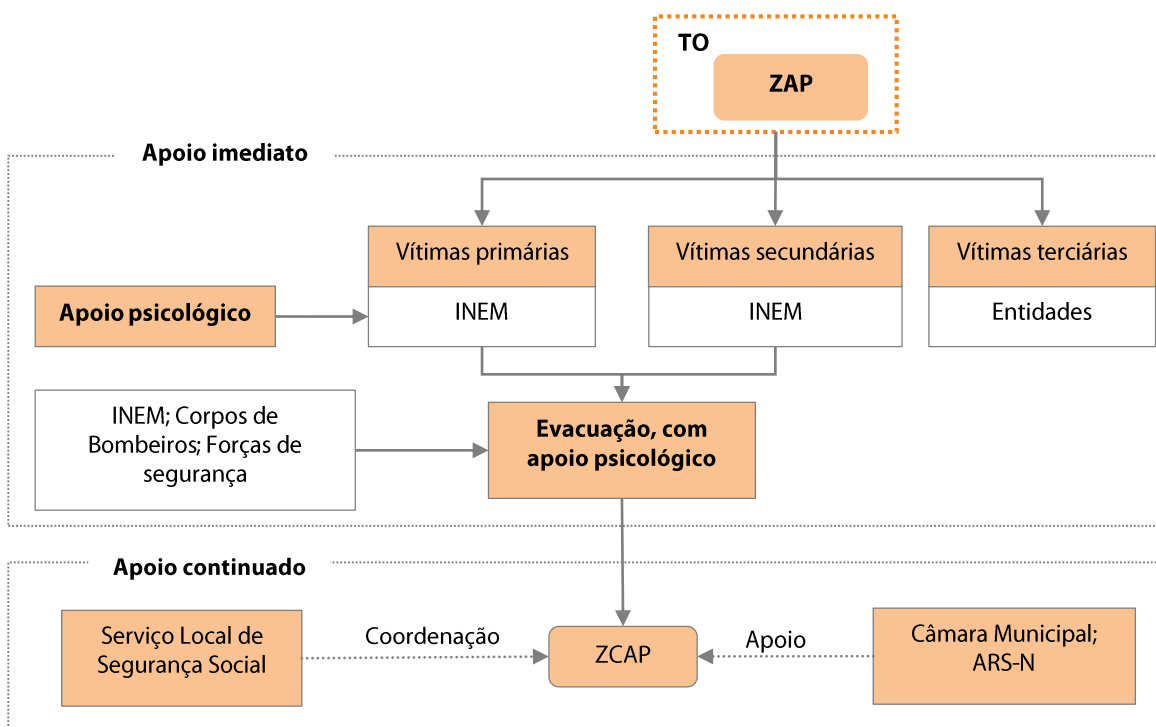 TO
ZAP
Apoio imediato
Vítimas primárias
Vítimas secundárias
Vítimas terciárias
Apoio psicológico
INEM
INEM
Entidades
INEM; Corpos de
Bombeiros; Forças de
segurança
Evacuação, com
apoio psicológico
Apoio continuado
Serviço Local de
Segurança Social
Coordenação
ZCAP
Apoio
Câmara Municipal;
ARS-N